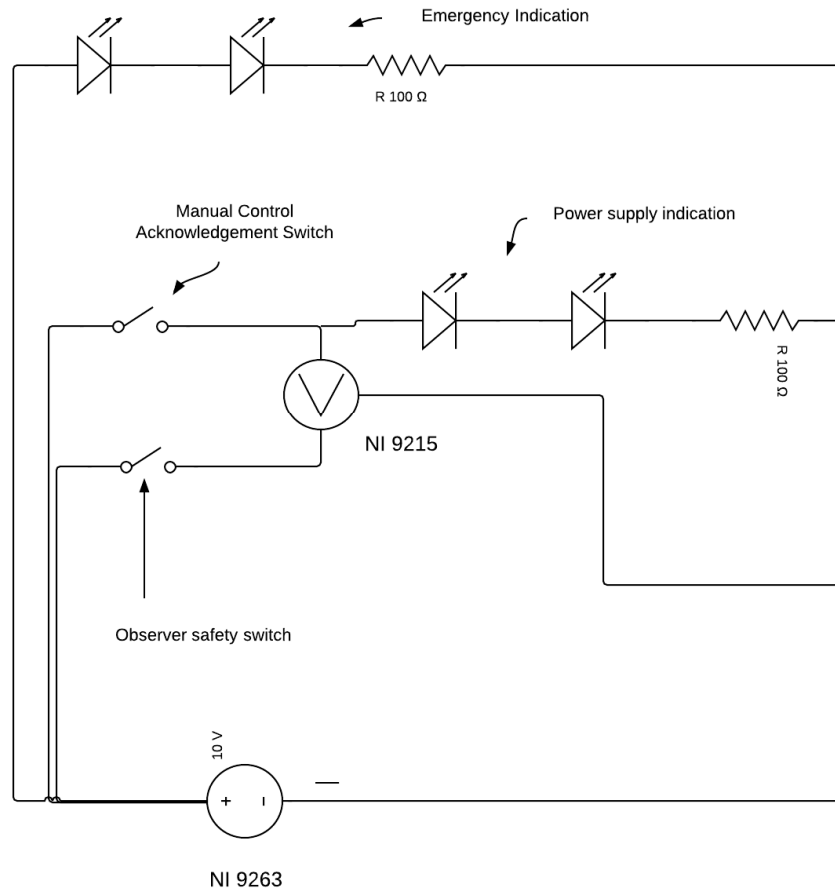 Emergency Indication
R 100 Ω
Manual Control
Acknowledgement Switch
Power supply indication
R 100 Ω
NI 9215
Observer safety switch
10 V
+ -
NI 9263